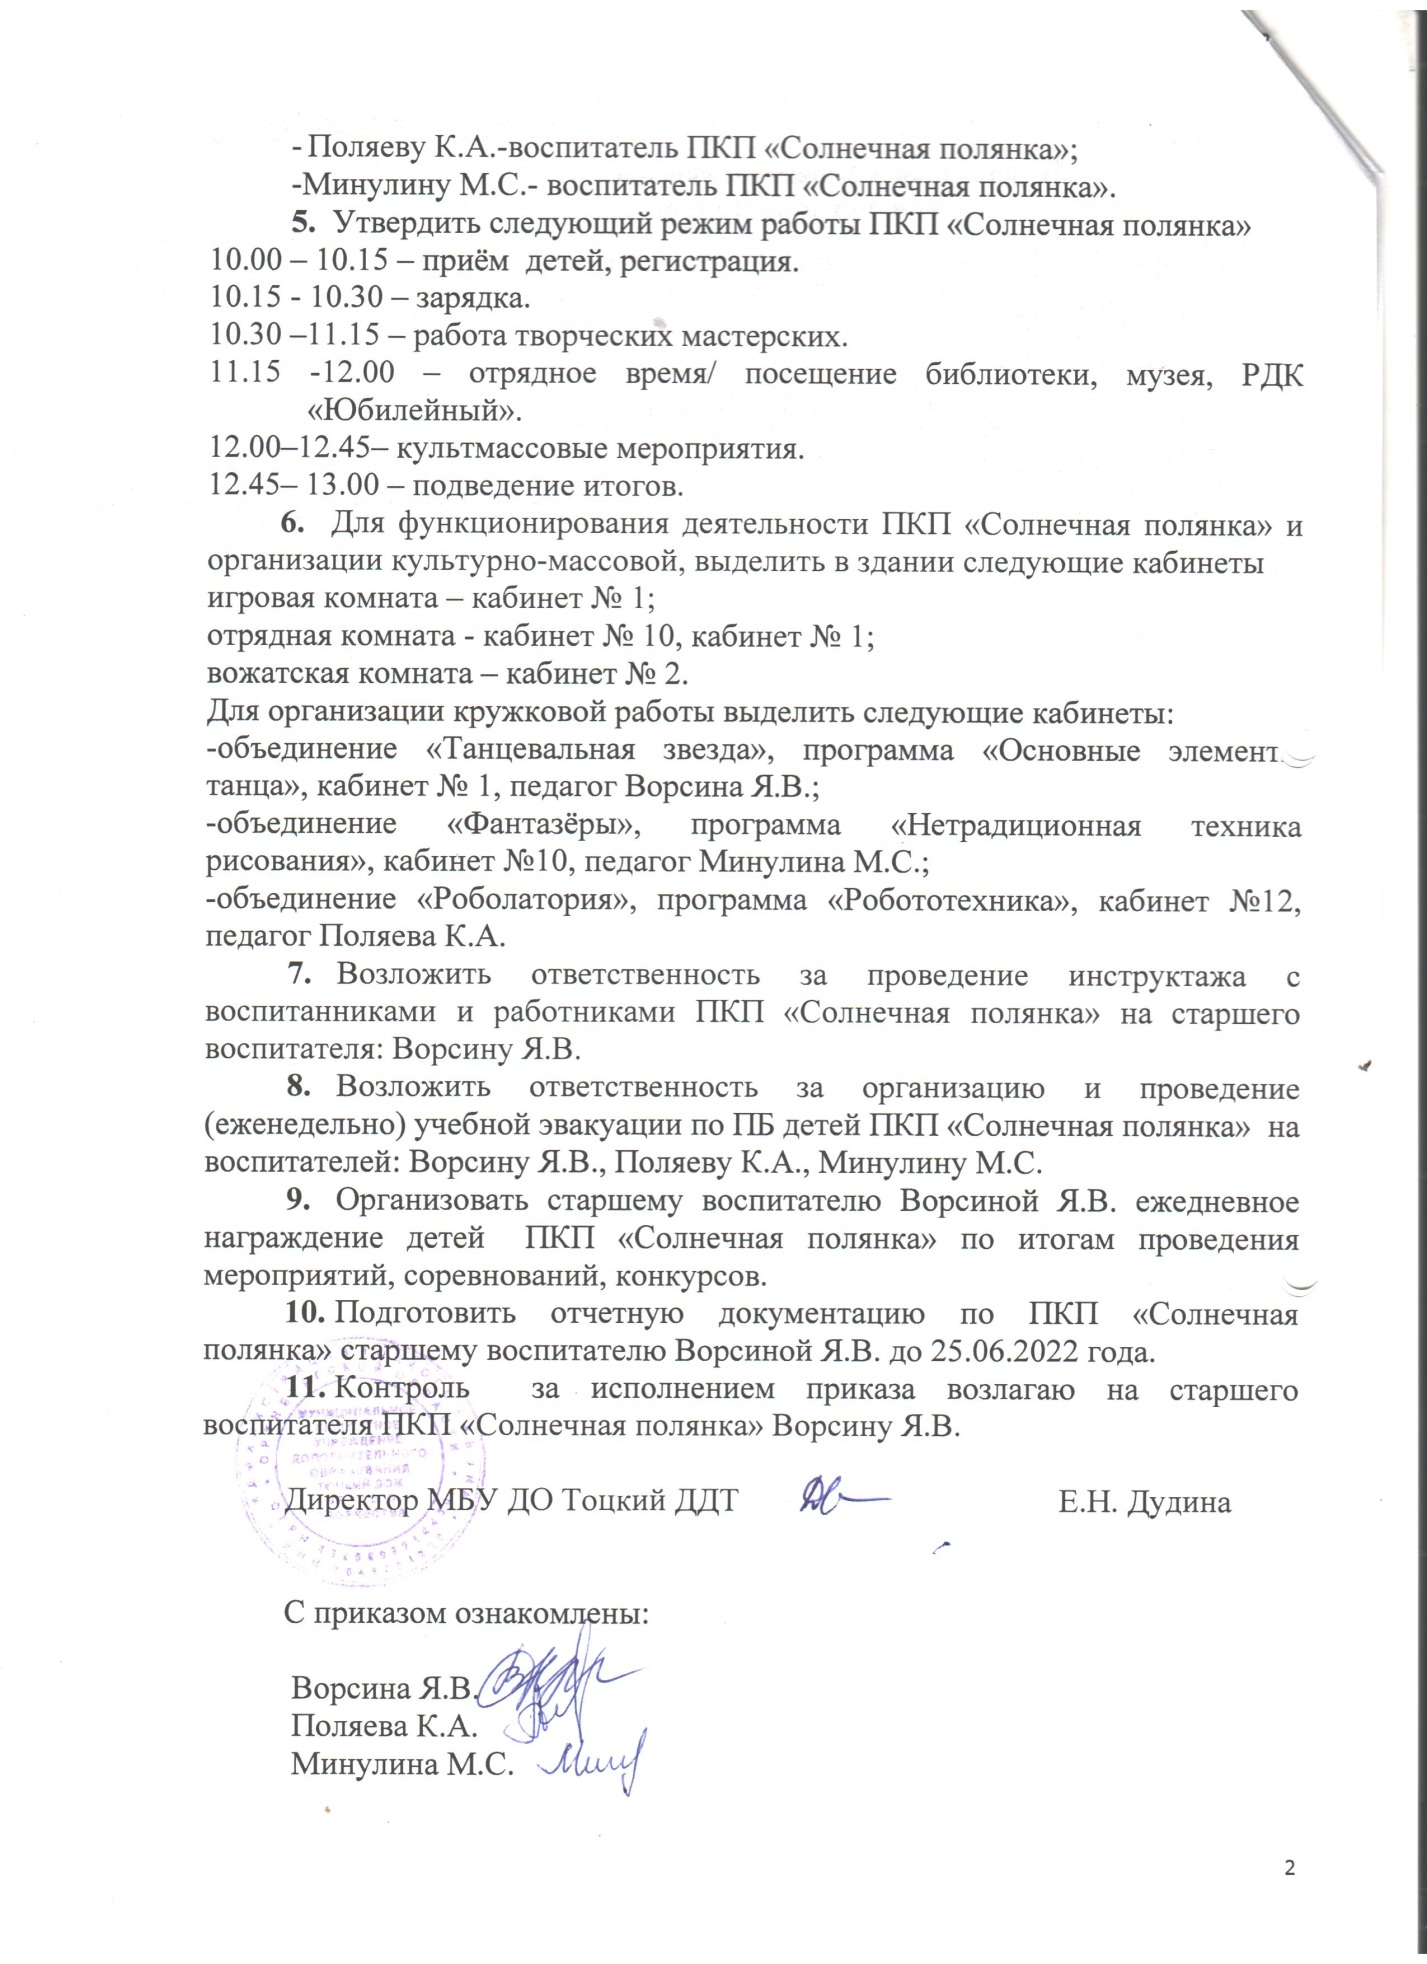 - Поляеву К.А.-воспитатель ПКП «Солнечная полянка»;
-Минулину М.С.- воспитатель ПКП «Солнечная полянка».
5. Утвердить следующий режим работы ПКП «Солнечная полянка»
10.00 – 10.15 – приём детей, регистрация.
10.15 - 10.30 – зарядка.
10.30 –11.15 – работа творческих мастерских.
11.15 -12.00 – отрядное время/ посещение библиотеки, музея, РДК
«Юбилейный».
12.00–12.45– культмассовые мероприятия.
12.45– 13.00 – подведение итогов.
6. Для функционирования деятельности ПКП «Солнечная полянка» и
организации культурно-массовой, выделить в здании следующие кабинеты
игровая комната – кабинет № 1;
отрядная комната - кабинет № 10, кабинет № 1;
вожатская комната – кабинет № 2.
Для организации кружковой работы выделить следующие кабинеты:
-объединение «Танцевальная звезда», программа «Основные элемент
танца», кабинет № 1, педагог Ворсина Я.В.;
-объединение «Фантазёры», программа «Нетрадиционная техника
рисования», кабинет №10, педагог Минулина М.С.;
-объединение «Роболатория», программа «Робототехника», кабинет №12,
педагог Поляева К.А.
7. Возложить ответственность за проведение инструктажа с
воспитанниками и работниками ПКП «Солнечная полянка» на старшего
воспитателя: Ворсину Я.В.
8. Возложить ответственность за организацию и проведение
(еженедельно) учебной эвакуации по ПБ детей ПКП «Солнечная полянка» на
воспитателей: Ворсину Я.В., Поляеву К.А., Минулину М.С.
9. Организовать старшему воспитателю Ворсиной Я.В. ежедневное
награждение детей ПКП «Солнечная полянка» по итогам проведения
мероприятий, соревнований, конкурсов.
10. Подготовить отчетную документацию по ПКП «Солнечная
полянка» старшему воспитателю Ворсиной Я.В. до 25.06.2022 года.
11. Контроль за исполнением приказа возлагаю на старшего
воспитателя ПКП «Солнечная полянка» Ворсину Я.В.
Директор МБУ ДО Тоцкий ДДТ Е.Н. Дудина
С приказом ознакомлены:
Ворсина Я.В.
Поляева К.А.
Минулина М.С.
2